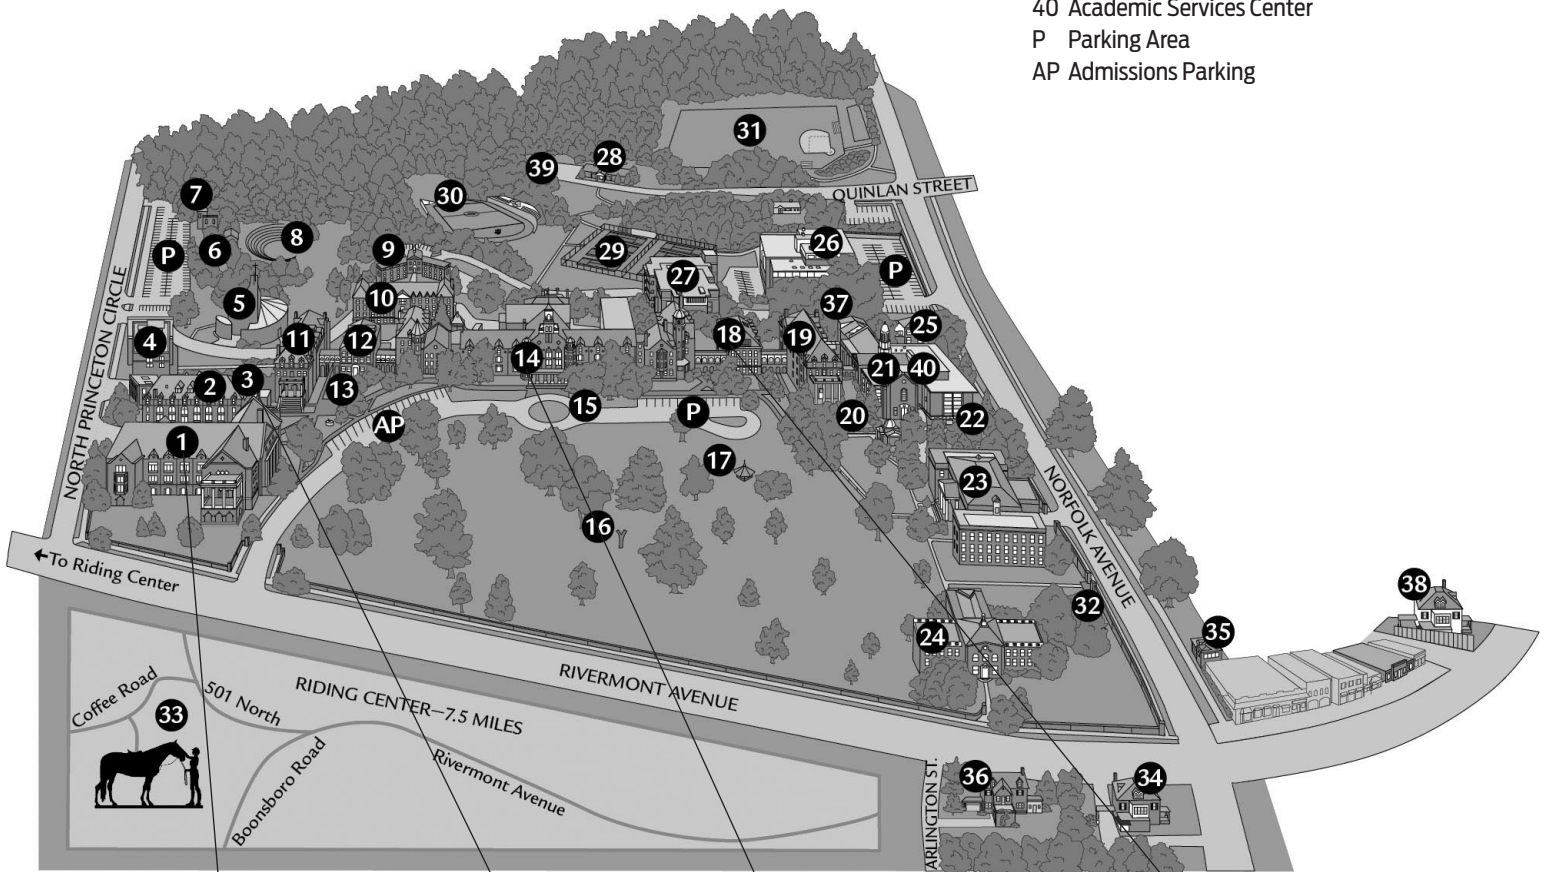 40 Academic Services Center
P Parking Area
AP Admissions Parking
31
28
39
7
QUINLAN STREET
30
8
6
P
9
29
26
27
P
NORTH PRINCETON CIRCLE
5
10
37
25
4
11
12
18
19
14
21
40
2
3
13
15
P
20
22
AP
1
17
23
16
NORFOLK AVENUE
←To Riding Center
38
32
35
24
RIVERMONT AVENUE
Coffee Road
501 North
RIDING CENTER—7.5 MILES
33
Boonsboro Road
Rivermont Avenue
ARLINGTON ST.
36
34